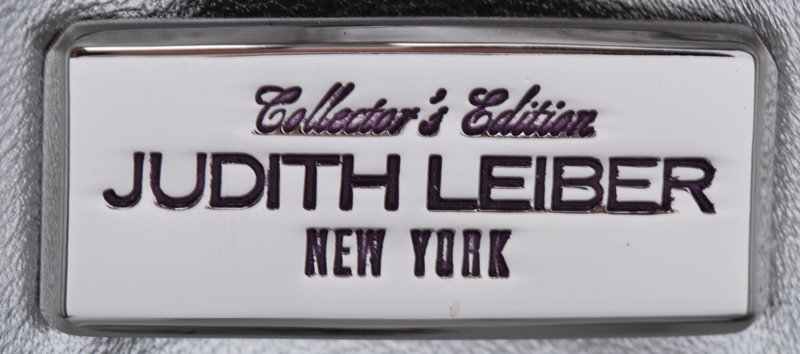 Collector's Edition
JUDITH LEIBER
NEW YORK